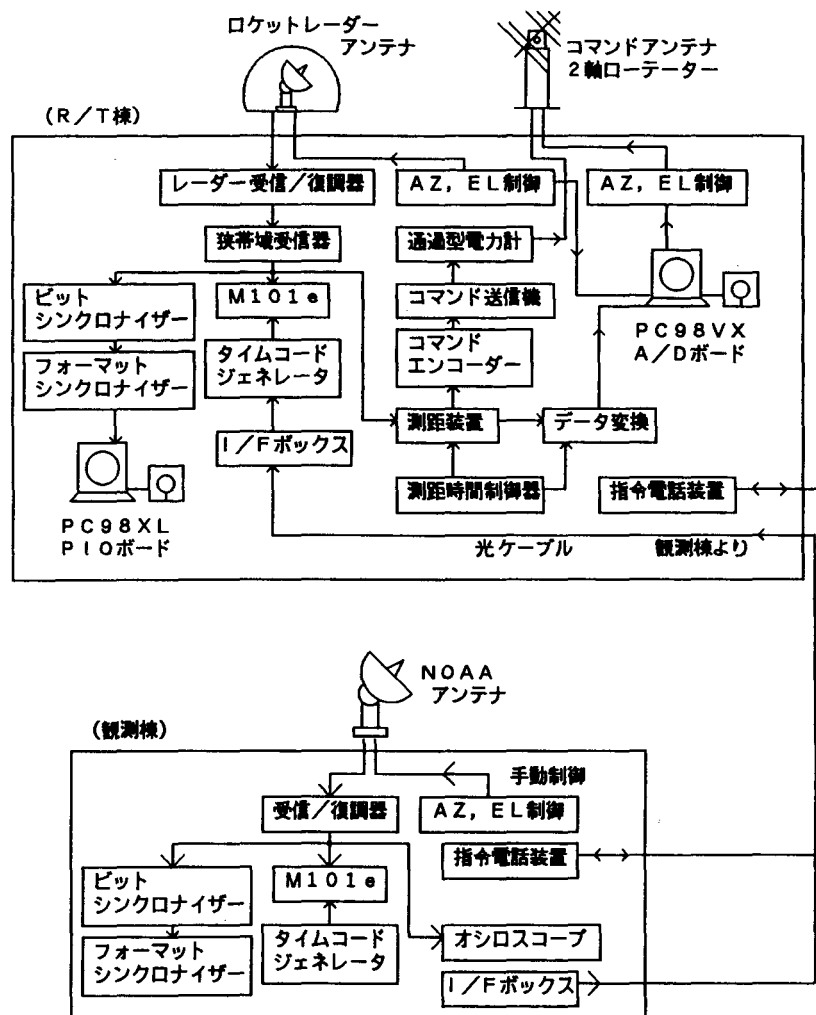 ロケットレーダー
アンテナ
コマンドアンテナ
2軸ローテーター
(R/T棟)
レーダー受信/復調器
AZ,EL制御
AZ,EL制御
狭帯域受信器
通過型電力計
ビット
シンクロナイザー
M101e
コマンド送信機
PC98VX
A/Dボード
フォーマット
シンクロナイザー
タイムコード
ジェネレータ
コマンド
エンコーダー
I/Fボックス
測距装置
データ変換
測距時間制御器
指令電話装置
PC98XL
PIOボード
光ケーブル
観測棟より
NOAA
アンテナ
(観測棟)
手動制御
受信/復調器
AZ,EL制御
指令電話装置
ビット
シンクロナイザー
M101e
フォーマット
シンクロナイザー
タイムコード
ジェネレータ
オシロスコープ
I/Fボックス